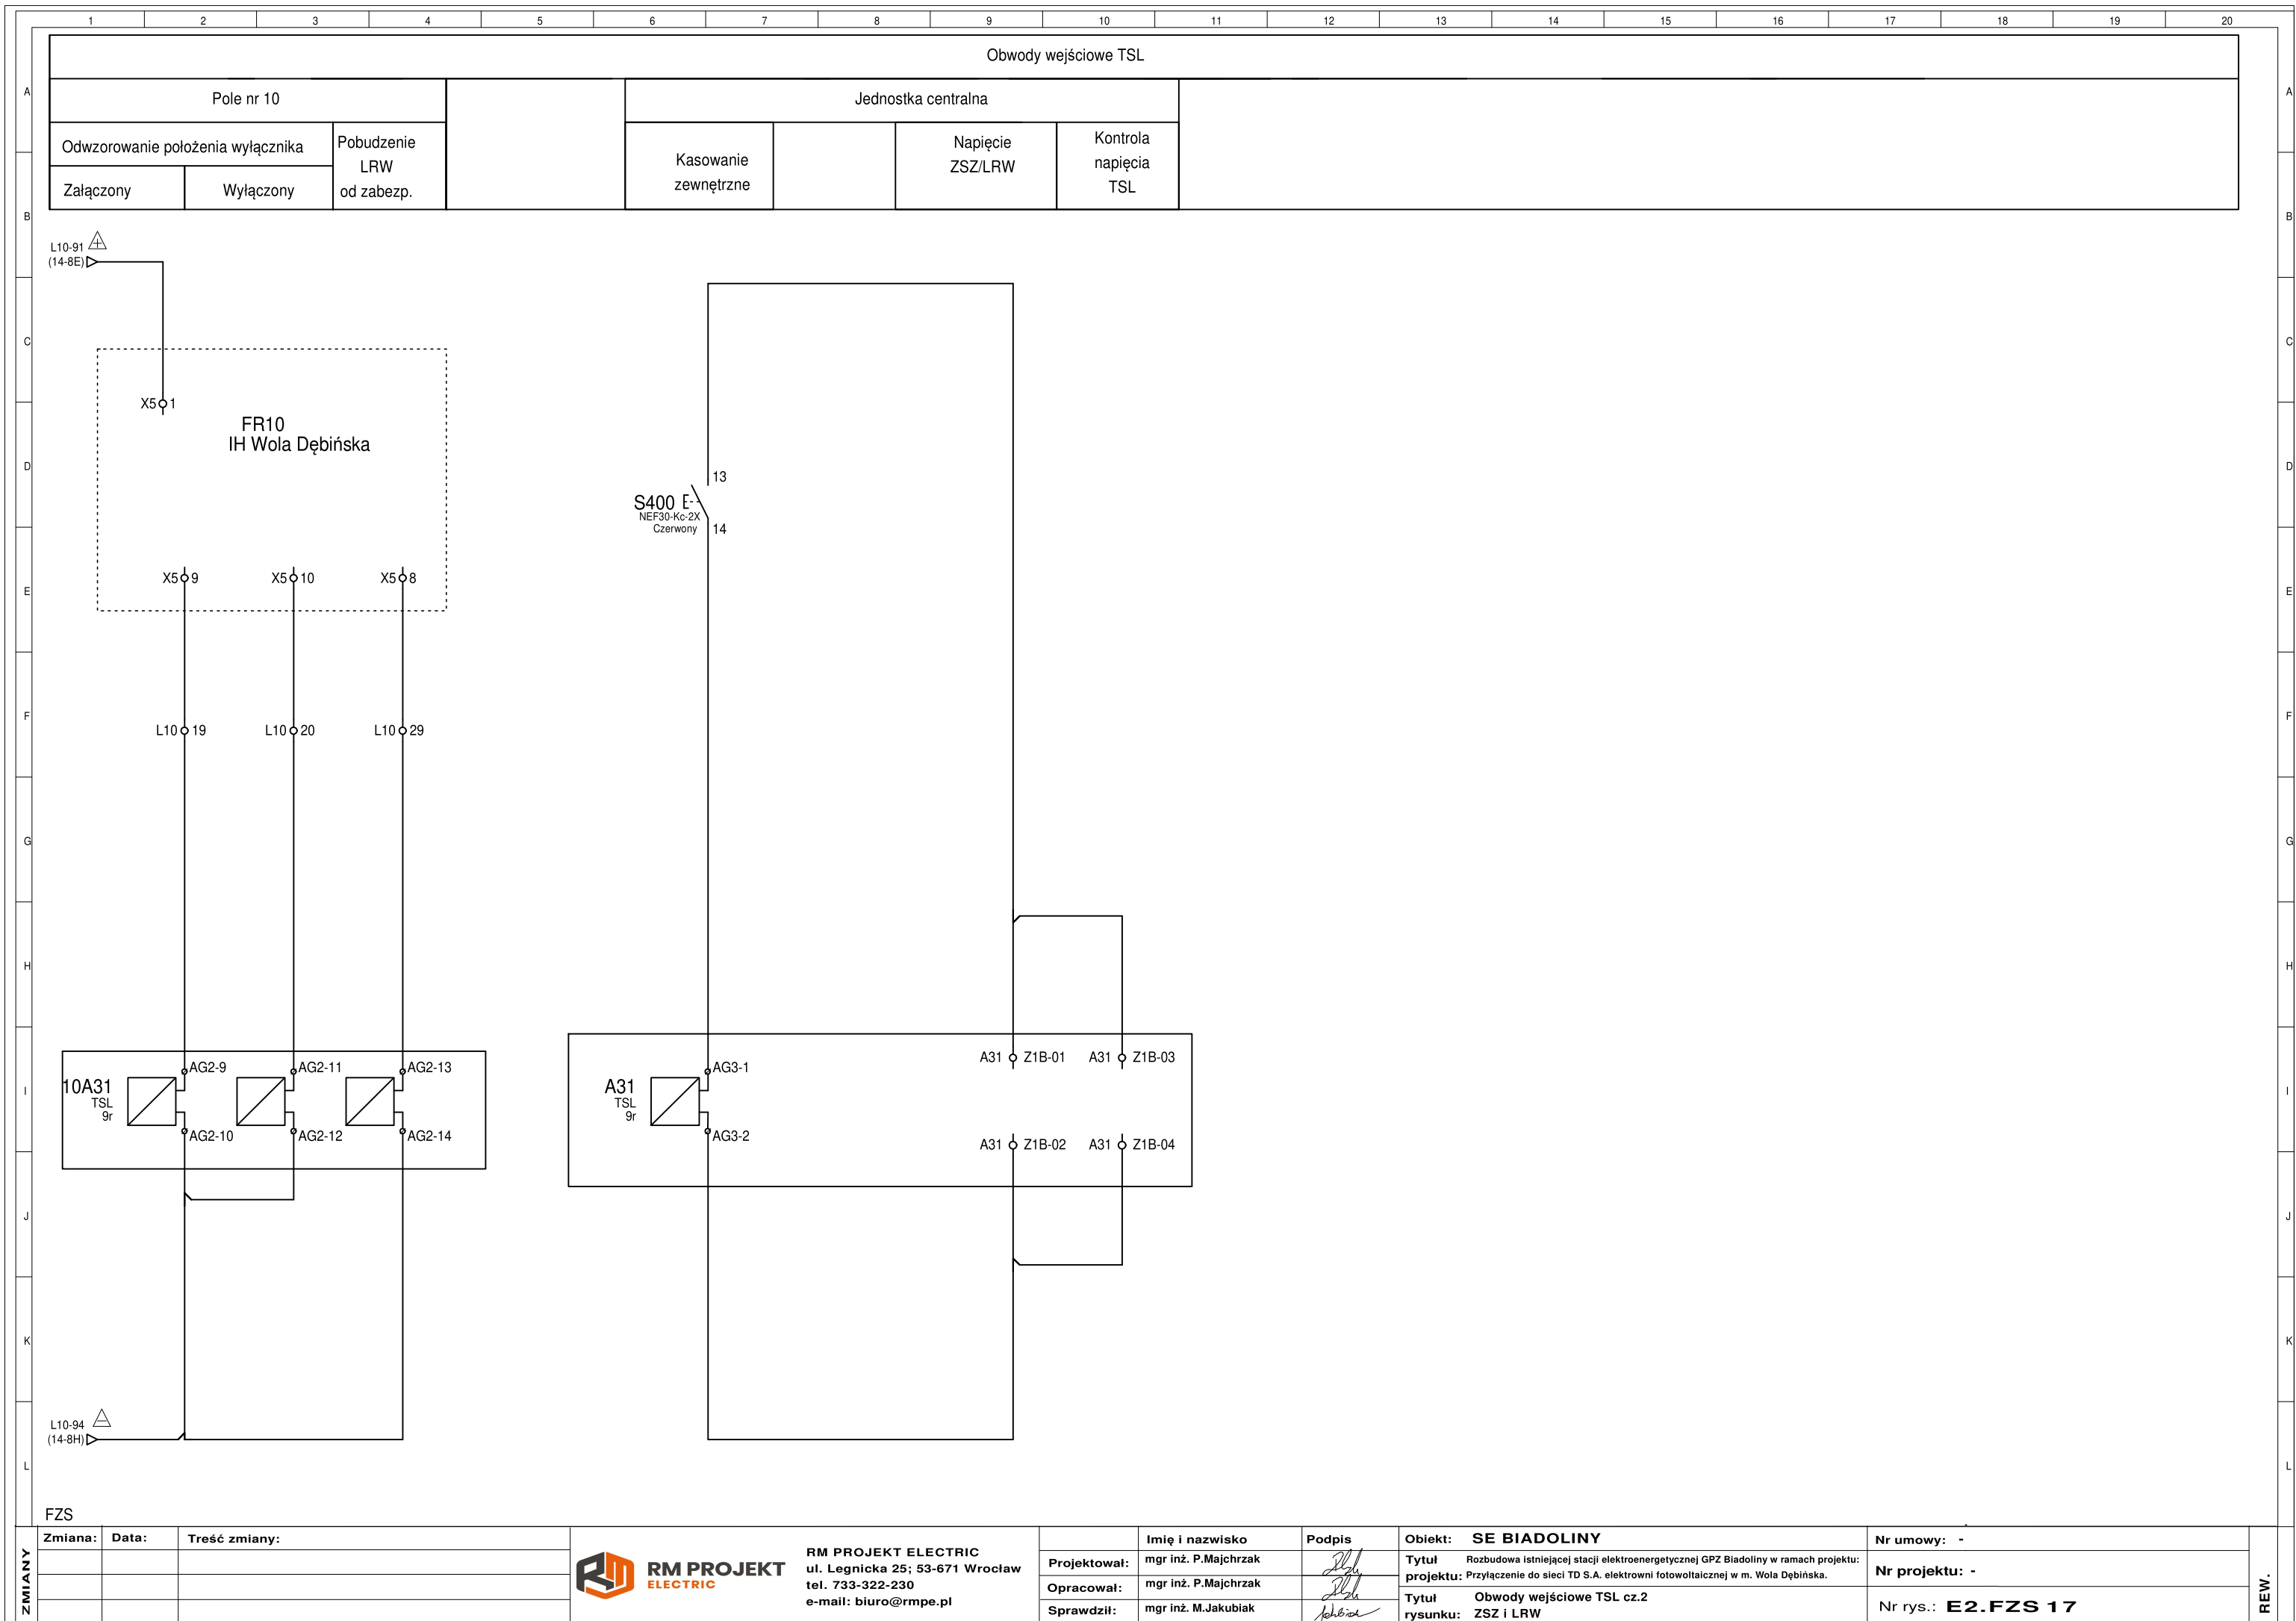 1 2 3 4 5 6 7 8 9 10 11 12 13 14 15 16 17 18 19 20
Obwody wejściowe TSL
A A
Pole nr 10
Jednostka centralna
Odwzorowanie położenia wyłącznika
Pobudzenie
LRW
od zabezp.
Załączony
Wyłączony
Kasowanie
zewnętrzne
Napięcie
ZSZ/LRW
Kontrola
napięcia
TSL
B B
L10-91
(14-8E)
C C
X5 1
FR10
IH Wola Dębińska
D D
13
S400
NEF30-Kc-2X
Czerwony
14
X5 9
X5 10
X5 8
E E
F F
L10 19
L10 20
L10 29
G G
H H
10A31
TSL
9r
AG2-9
AG2-11
AG2-13
AG2-10
AG2-12
AG2-14
A31
TSL
9r
AG3-1
AG3-2
A31 Z1B-01
A31 Z1B-03
A31 Z1B-02
A31 Z1B-04
I I
J J
K K
L10-94
(14-8H)
L L
FZS
ZMIANY
Zmiana: Data: Treść zmiany:
RM PROJEKT
ELECTRIC
RM PROJEKT ELECTRIC
ul. Legnicka 25; 53-671 Wrocław
tel. 733-322-230
e-mail: biuro@rmpe.pl
Imię i nazwisko Podpis
Projektował: mgr inż. P.Majchrzak
Opracował: mgr inż. P.Majchrzak
Sprawdził: mgr inż. M.Jakubiak
Obiekt: SE BIADOLINY
Tytuł projektu: Rozbudowa istniejącej stacji elektroenergetycznej GPZ Biadoliny w ramach projektu:
Przyłączenie do sieci TD S.A. elektrowni fotowoltaicznej w m. Wola Dębińska.
Tytuł rysunku: Obwody wejściowe TSL cz.2
ZSZ i LRW
Nr umowy: -
Nr projektu: -
Nr rys.: E2.FZS 17
REW.